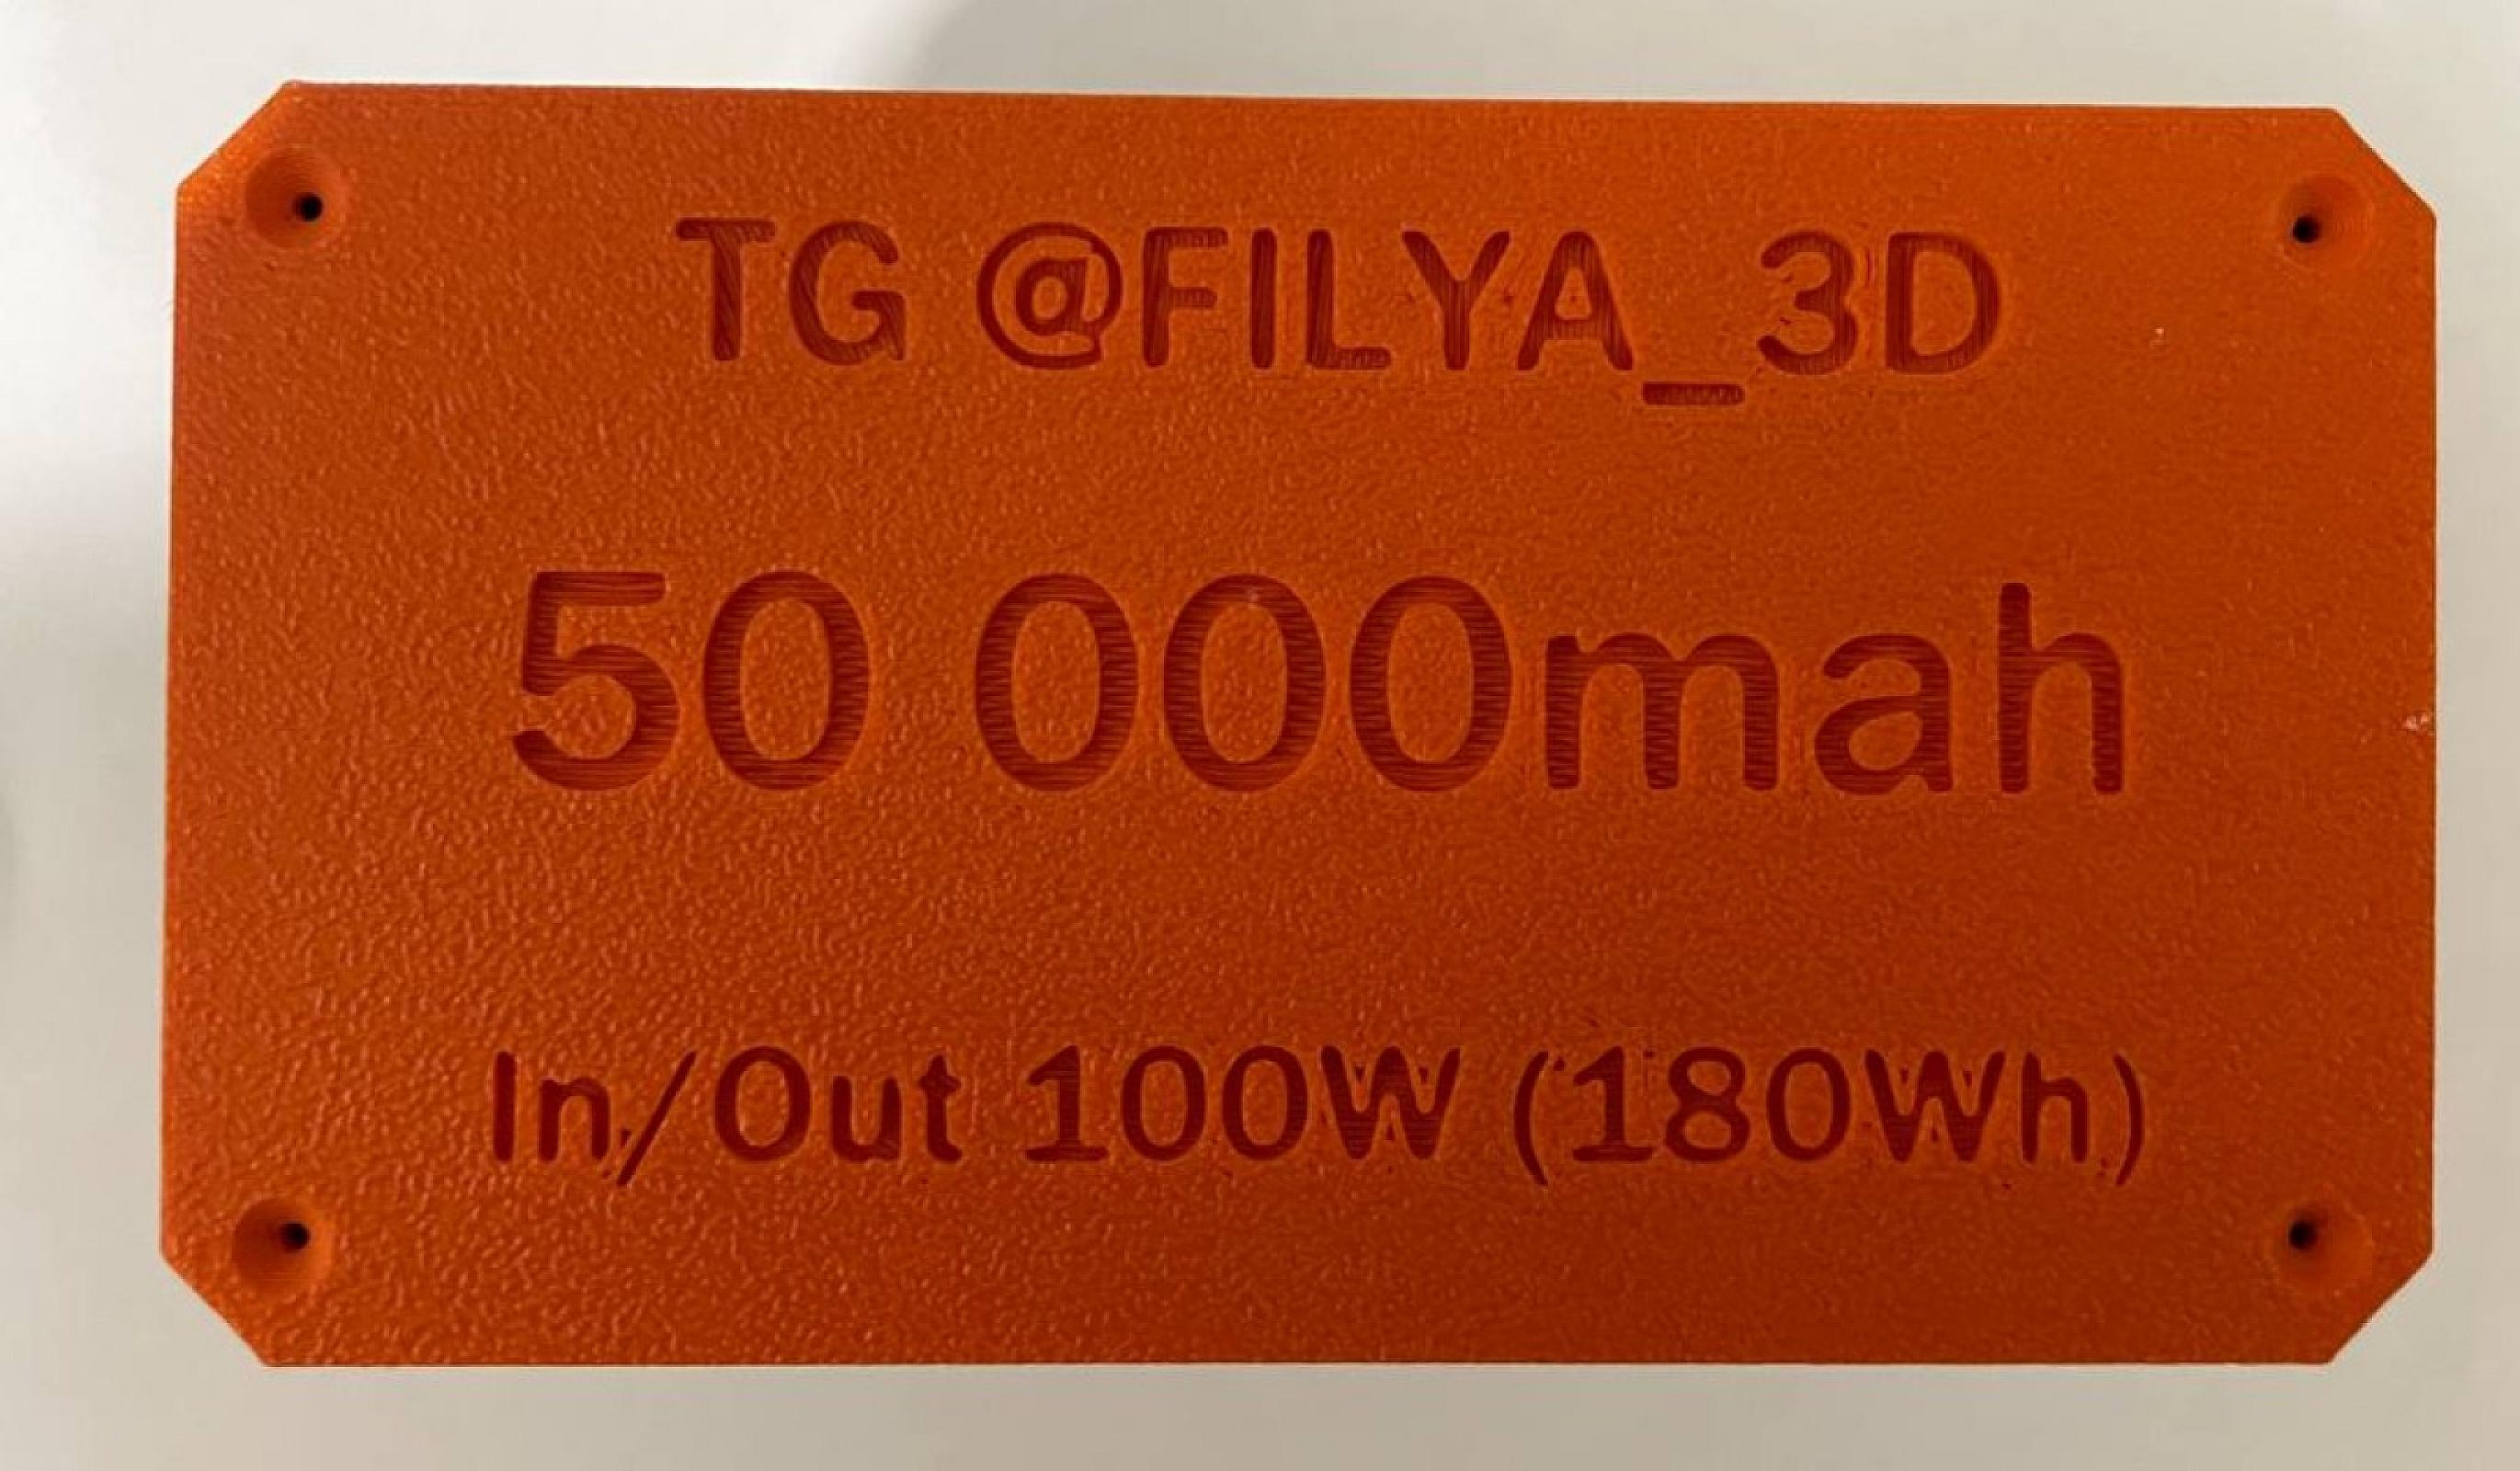 TG @FILYA_3D
50 000mah
In/Out 100W (180Wh)